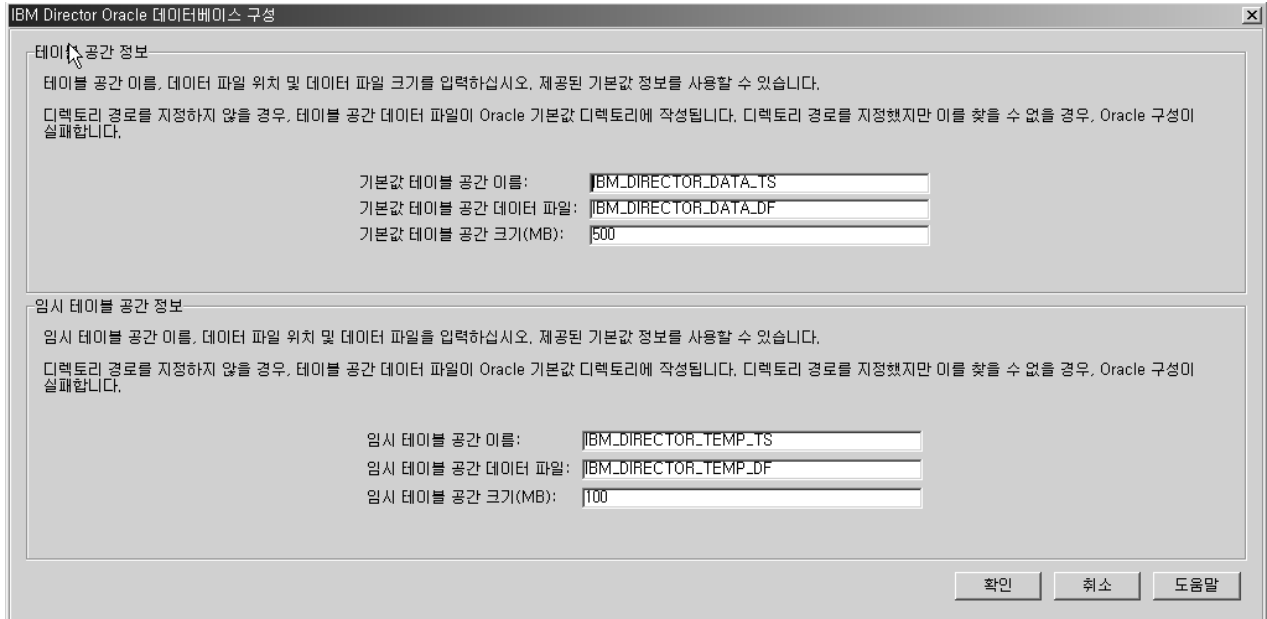 IBM Director Oracle 데이터베이스 구성
테이블 공간 정보
테이블 공간 이름, 데이터 파일 위치 및 데이터 파일 크기를 입력하십시오. 제공된 기본값 정보를 사용할 수 있습니다.
디렉토리 경로를 지정하지 않을 경우, 테이블 공간 데이터 파일이 Oracle 기본값 디렉토리에 작성됩니다. 디렉토리 경로를 지정했지만 이를 찾을 수 없을 경우, Oracle 구성이
실패합니다.
기본값 테이블 공간 이름: IBM_DIRECTOR_DATA_TS
기본값 테이블 공간 데이터 파일: IBM_DIRECTOR_DATA_DF
기본값 테이블 공간 크기(MB): 500
임시 테이블 공간 정보
임시 테이블 공간 이름, 데이터 파일 위치 및 데이터 파일을 입력하십시오. 제공된 기본값 정보를 사용할 수 있습니다.
디렉토리 경로를 지정하지 않을 경우, 테이블 공간 데이터 파일이 Oracle 기본값 디렉토리에 작성됩니다. 디렉토리 경로를 지정했지만 이를 찾을 수 없을 경우, Oracle 구성이
실패합니다.
임시 테이블 공간 이름: IBM_DIRECTOR_TEMP_TS
임시 테이블 공간 데이터 파일: IBM_DIRECTOR_TEMP_DF
임시 테이블 공간 크기(MB): 100
확인 취소 도움말